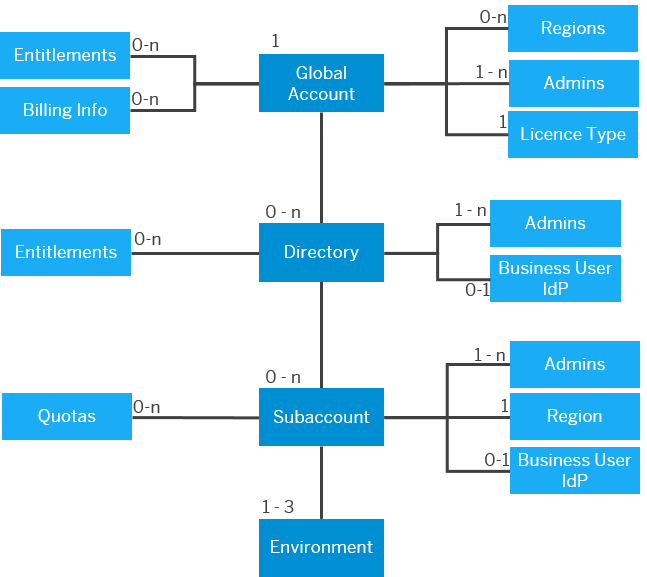 0-n
Entitlements
0-n
Billing Info
1
Global
Account
0-n
Regions
1 - n
Admins
1
Licence Type
0 - n
Directory
0-n
Entitlements
1 - n
Admins
0-1
Business User
IdP
0 - n
Subaccount
0-n
Quotas
1 - n
Admins
1
Region
0-1
Business User
IdP
1 - 3
Environment